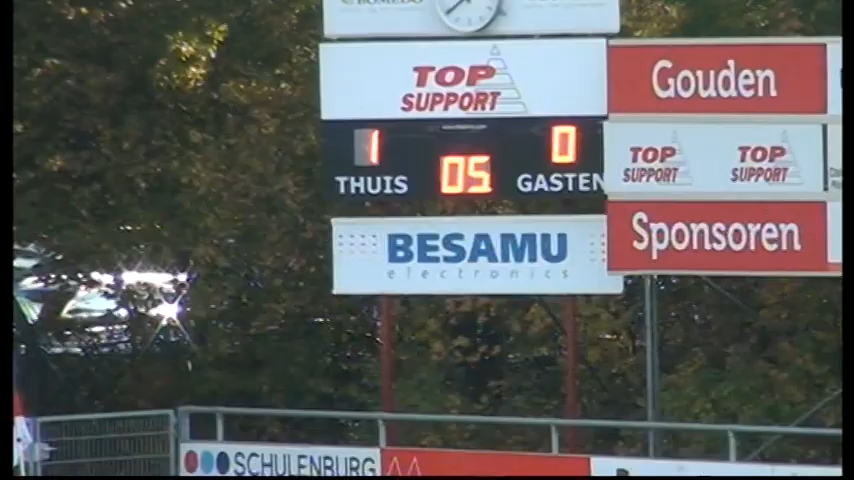 TOP
SUPPORT
Gouden
1 0
THUIS 05 GASTEN
TOP TOP
SUPPORT SUPPORT
Sponsoren
BESAMU
electronics
SCHULENBURG